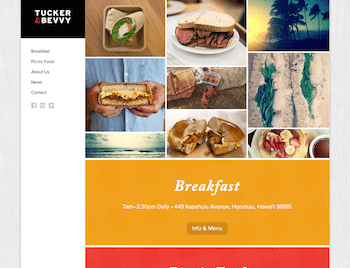 TUCKER
&BEVVY
Breakfast
Picnic Food
About Us
News
Contact
Breakfast
7am–2:30pm Daily • 449 Kapahulu Avenue, Honolulu, Hawai'i 96815
Info & Menu